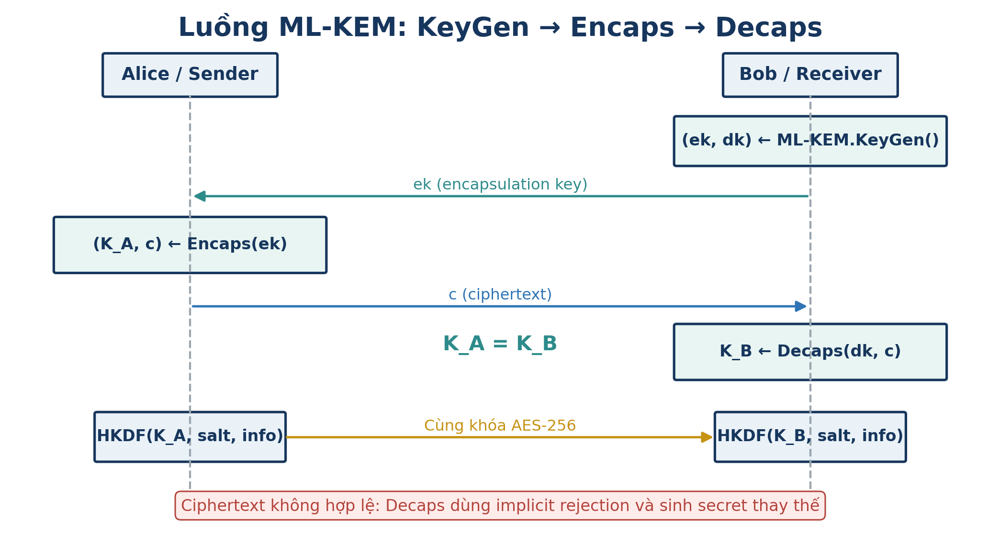 Luồng ML-KEM: KeyGen → Encaps → Decaps
Alice / Sender
Bob / Receiver
(ek, dk) ← ML-KEM.KeyGen()
ek (encapsulation key)
(K_A, c) ← Encaps(ek)
c (ciphertext)
K_A = K_B
K_B ← Decaps(dk, c)
HKDF(K_A, salt, info)
Cùng khóa AES-256
HKDF(K_B, salt, info)
Ciphertext không hợp lệ: Decaps dùng implicit rejection và sinh secret thay thế